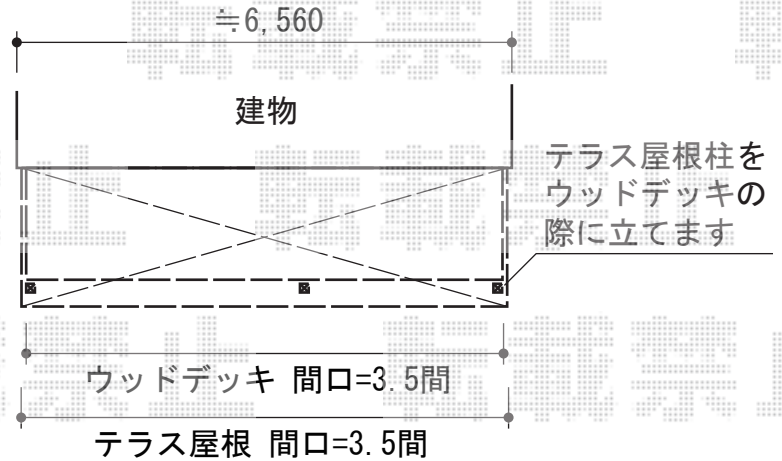 ≒6,560
建物
テラス屋根柱を
ウッドデッキの
際に立てます
ウッドデッキ 間口=3.5間
テラス屋根 間口=3.5間